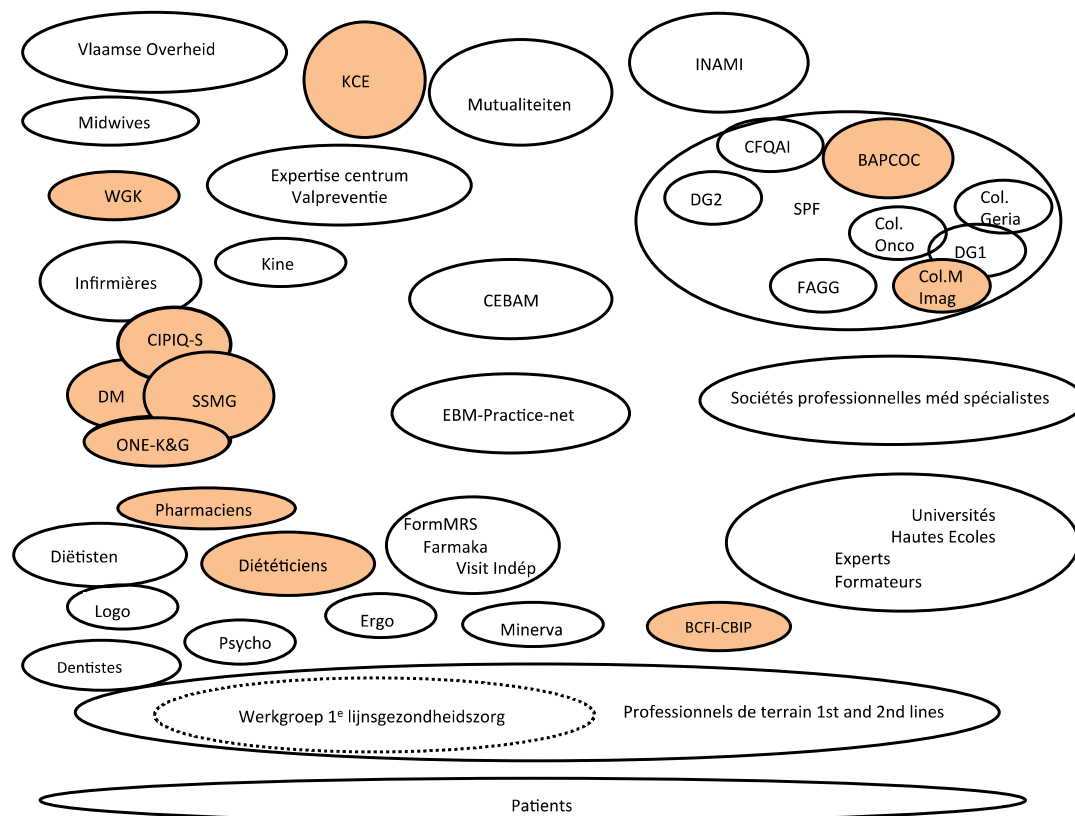 Vlaamse Overheid
KCE
INAMI
Mutualiteiten
Midwives
CFQAI
BAPCOC
Expertise centrum
Valpreventie
WGK
DG2
SPF
Col.
Geria
Col.
Onco
DG1
Kine
Infirmières
FAGG
Col.M
Imag
CEBAM
CIPIQ-S
DM
SSMG
ONE-K&G
EBM-Practice-net
Sociétés professionnelles méd spécialistes
Pharmaciens
FormMRS
Farmaka
Visit Indép
Universités
Hautes Ecoles
Experts
Formateurs
Diëtisten
Diététiciens
Logo
Ergo
Minerva
BCFI-CBIP
Psycho
Dentistes
Werkgroep 1e lijnsgezondheidszorg
Professionnels de terrain 1st and 2nd lines
Patients